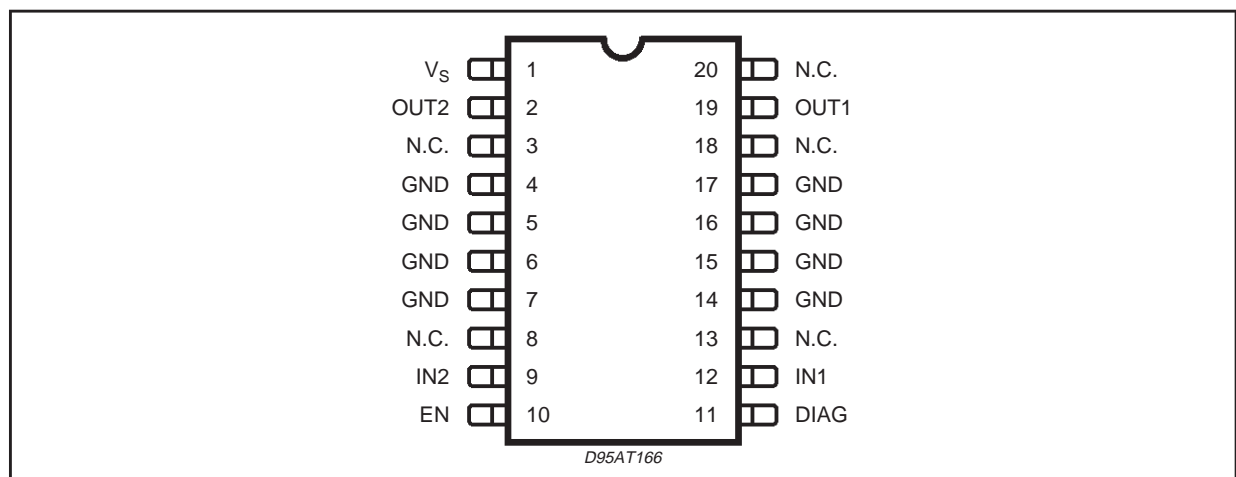 VS 1 20 N.C.
OUT2 2 19 OUT1
N.C. 3 18 N.C.
GND 4 17 GND
GND 5 16 GND
GND 6 15 GND
GND 7 14 GND
N.C. 8 13 N.C.
IN2 9 12 IN1
EN 10 11 DIAG
D95AT166